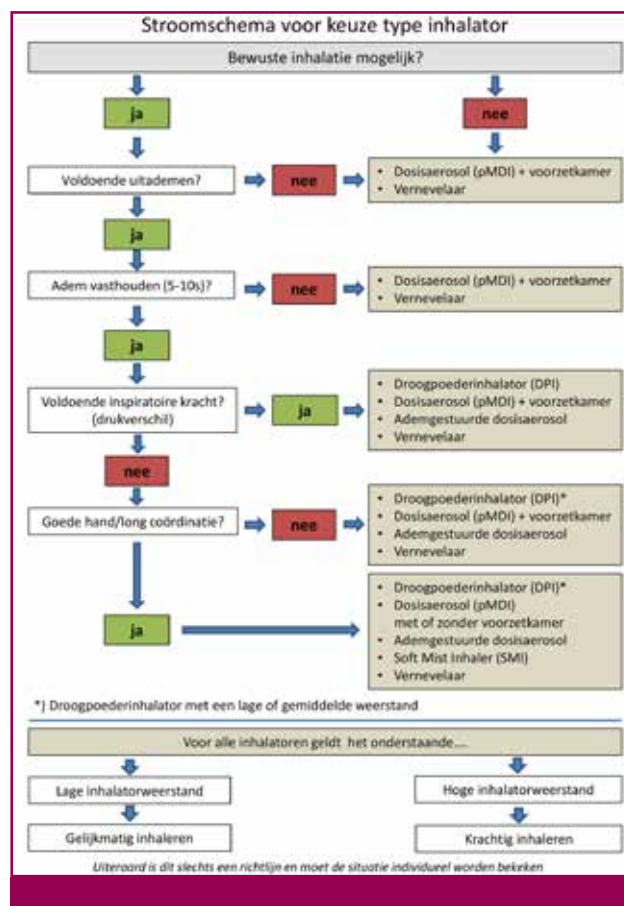 Stroomschema voor keuze type inhalator
Bewuste inhalatie mogelijk?
ja
nee
Voldoende uitademen?
nee
• Dosisaerosol (pMDI) + voorzetkamer
• Vernevelaar
ja
Adem vasthouden (5-10s)?
nee
• Dosisaerosol (pMDI) + voorzetkamer
• Vernevelaar
ja
Voldoende inspiratoire kracht?
(drukverschil)
ja
• Droogpoederinhalator (DPI)
• Dosisaerosol (pMDI) + voorzetkamer
• Ademgestuurde dosisaerosol
• Vernevelaar
nee
Goede hand/long coördinatie?
nee
• Droogpoederinhalator (DPI)*
• Dosisaerosol (pMDI) + voorzetkamer
• Ademgestuurde dosisaerosol
• Vernevelaar
ja
• Droogpoederinhalator (DPI)*
• Dosisaerosol (pMDI)
met of zonder voorzetkamer
• Ademgestuurde dosisaerosol
• Soft Mist Inhaler (SMI)
• Vernevelaar
*) Droogpoederinhalator met een lage of gemiddelde weerstand
Voor alle inhalatoren geldt het onderstaande....
Lage inhalatorweerstand
Hoge inhalatorweerstand
Gelijkmatig inhaleren
Krachtig inhaleren
Uiteraard is dit slechts een richtlijn en moet de situatie individueel worden bekeken